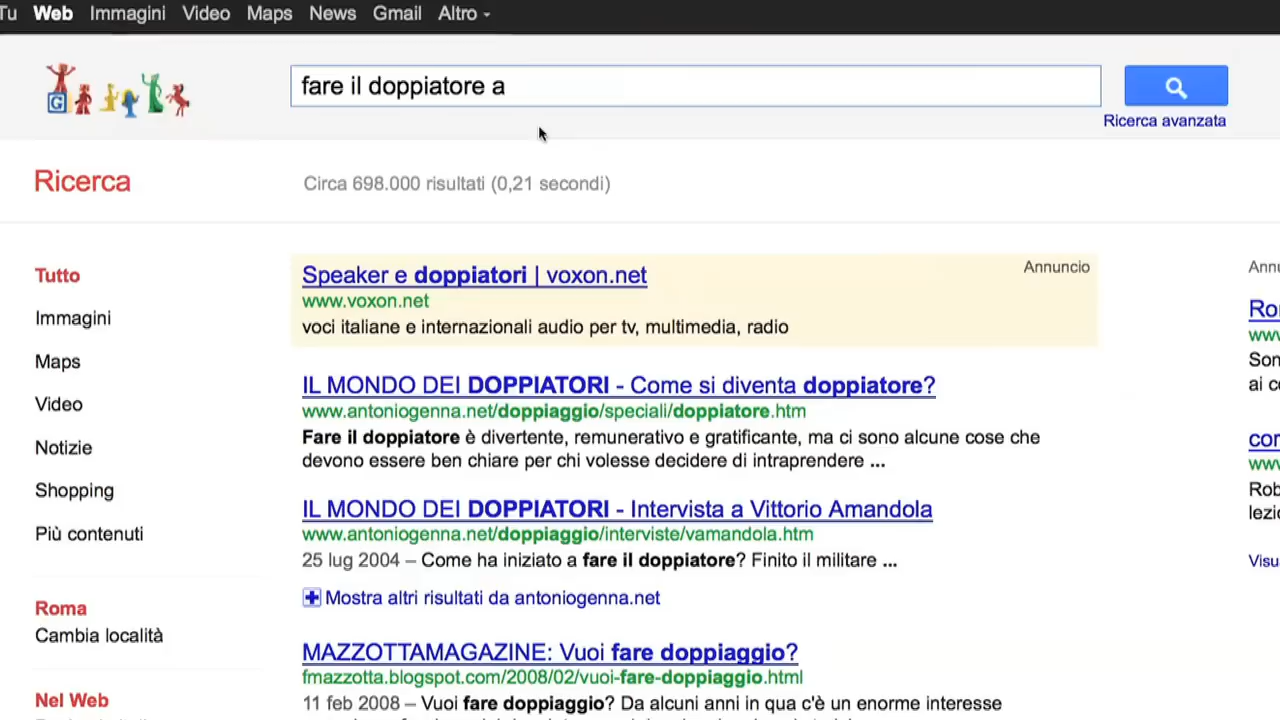 Tu Web Immagini Video Maps News Gmail Altro
G
fare il doppiatore a
Ricerca avanzata
Ricerca
Circa 698.000 risultati (0,21 secondi)
Tutto
Immagini
Maps
Video
Notizie
Shopping
Più contenuti
Roma
Cambia località
Nel Web
Annuncio
Speaker e doppiatori | voxon.net
www.voxon.net
voci italiane e internazionali audio per tv, multimedia, radio
IL MONDO DEI DOPPIATORI - Come si diventa doppiatore?
www.antoniogenna.net/doppiaggio/speciali/doppiatore.htm
Fare il doppiatore è divertente, remunerativo e gratificante, ma ci sono alcune cose che
devono essere ben chiare per chi volesse decidere di intraprendere ...
IL MONDO DEI DOPPIATORI - Intervista a Vittorio Amandola
www.antoniogenna.net/doppiaggio/interviste/vamandola.htm
25 lug 2004 – Come ha iniziato a fare il doppiatore? Finito il militare ...
Mostra altri risultati da antoniogenna.net
MAZZOTTAMAGAZINE: Vuoi fare doppiaggio?
fmazzotta.blogspot.com/2008/02/vuoi-fare-doppiaggio.html
11 feb 2008 – Vuoi fare doppiaggio? Da alcuni anni in qua c'è un enorme interesse